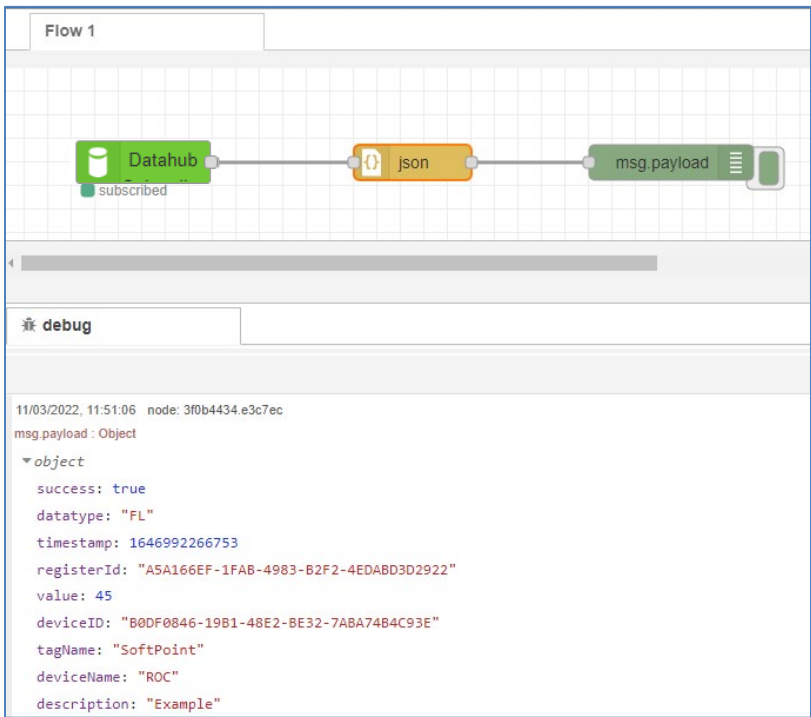 Flow 1
Datahub
json
msg.payload
subscribed
debug
11/03/2022, 11:51:06 node: 3f0b4434.e3c7ec
msg.payload : Object
object
success: true
datatype: "FL"
timestamp: 1646992266753
registerId: "A5A166EF-1FAB-4983-B2F2-4EDABD3D2922"
value: 45
deviceID: "B0DF0846-19B1-48E2-BE32-7ABA74B4C93E"
tagName: "SoftPoint"
deviceName: "ROC"
description: "Example"